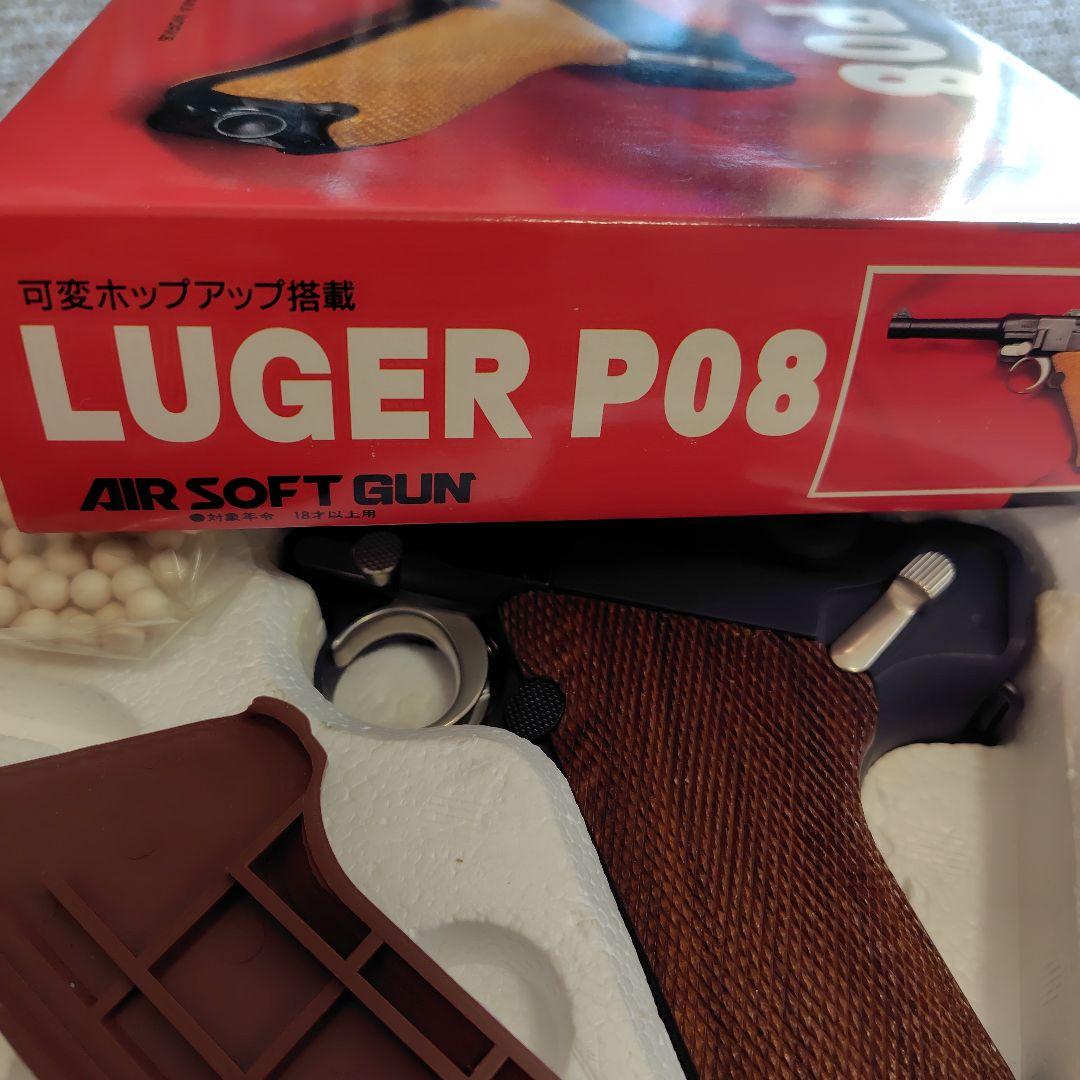 P08
可変ホップアップ搭載
LUGER P08
AIR SOFT GUN
●対象年令 18才以上用